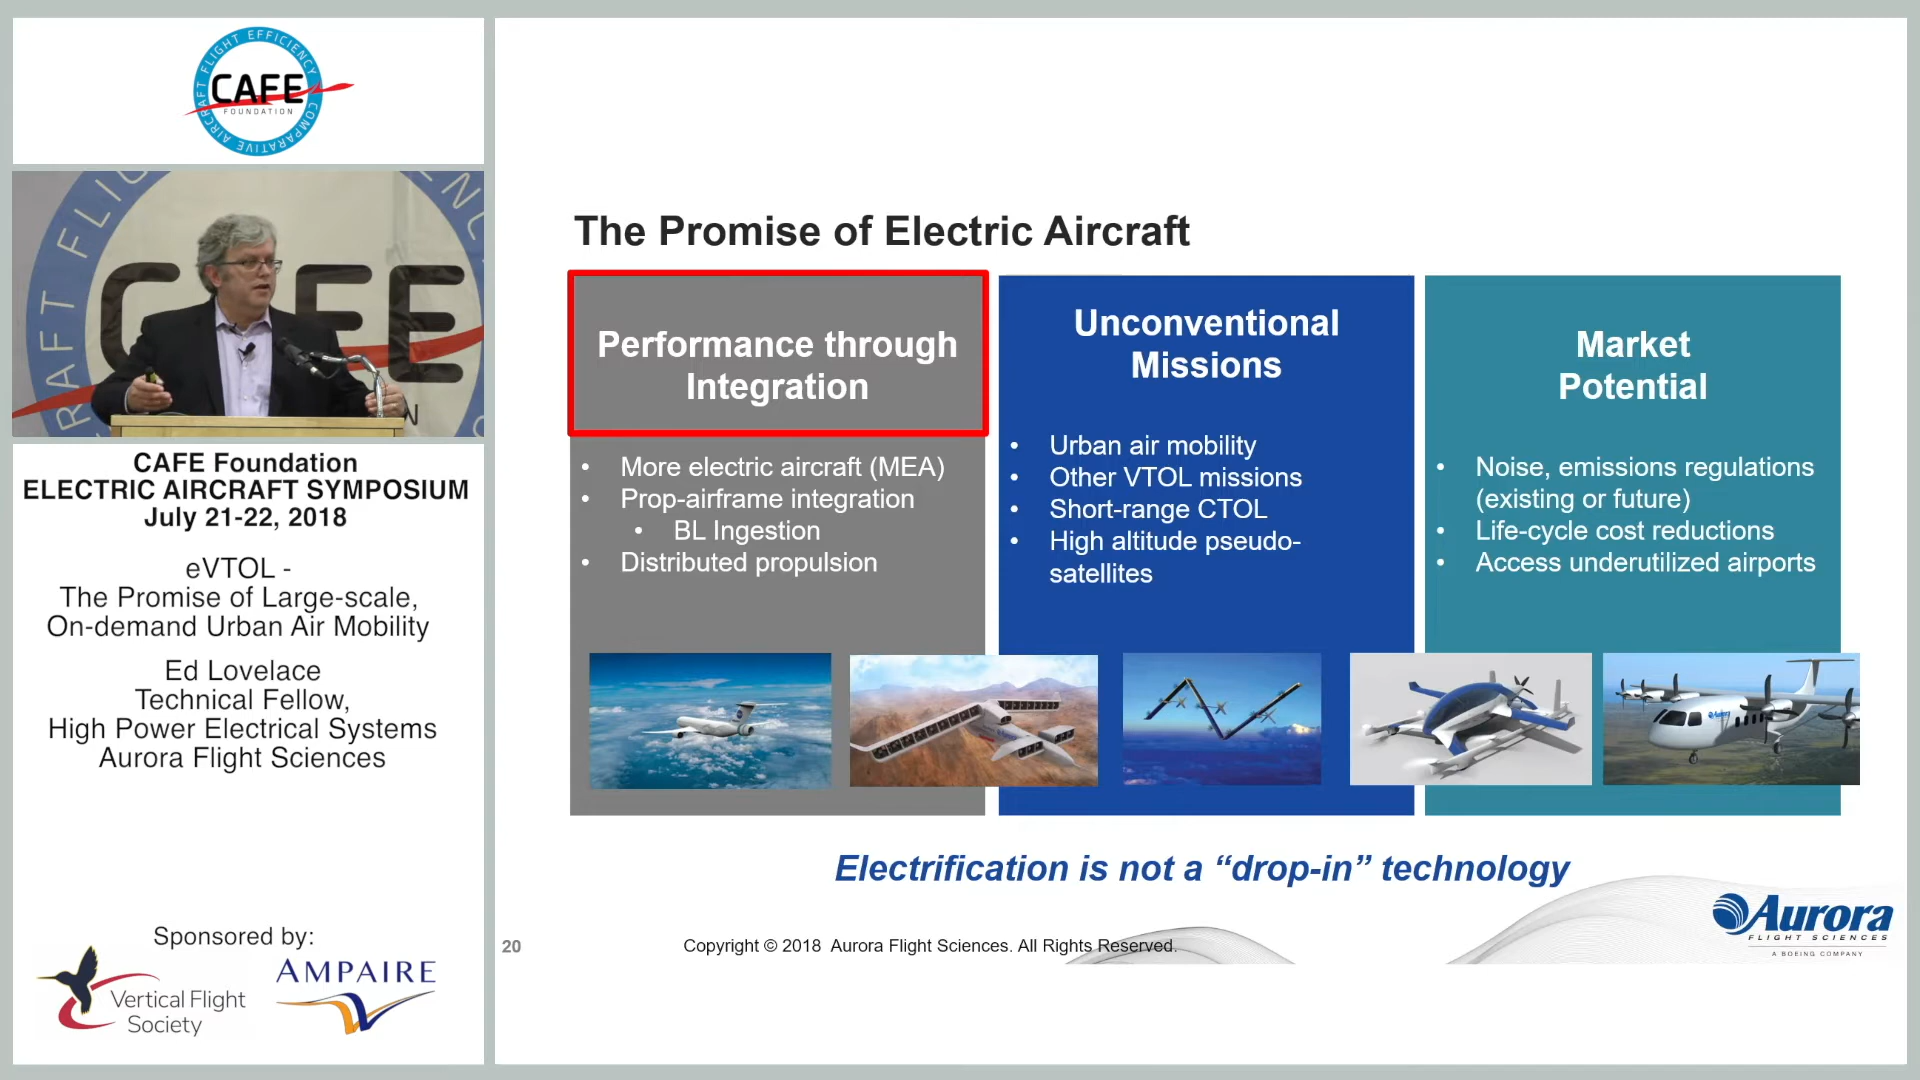 AIRCRAFT FLIGHT EFFICIENCY
CAFE
FOUNDATION
COMPARATIVE
CAFE
CAFE Foundation
ELECTRIC AIRCRAFT SYMPOSIUM
July 21-22, 2018
eVTOL -
The Promise of Large-scale,
On-demand Urban Air Mobility
Ed Lovelace
Technical Fellow,
High Power Electrical Systems
Aurora Flight Sciences
Sponsored by:
Vertical Flight
Society
AMPAIRE
The Promise of Electric Aircraft
Performance through
Integration
• More electric aircraft (MEA)
• Prop-airframe integration
• BL Ingestion
• Distributed propulsion
Unconventional
Missions
• Urban air mobility
• Other VTOL missions
• Short-range CTOL
• High altitude pseudo-
satellites
Market
Potential
• Noise, emissions regulations
(existing or future)
• Life-cycle cost reductions
• Access underutilized airports
Electrification is not a “drop-in” technology
20
Copyright © 2018 Aurora Flight Sciences. All Rights Reserved.
Aurora
FLIGHT SCIENCES
A BOEING COMPANY